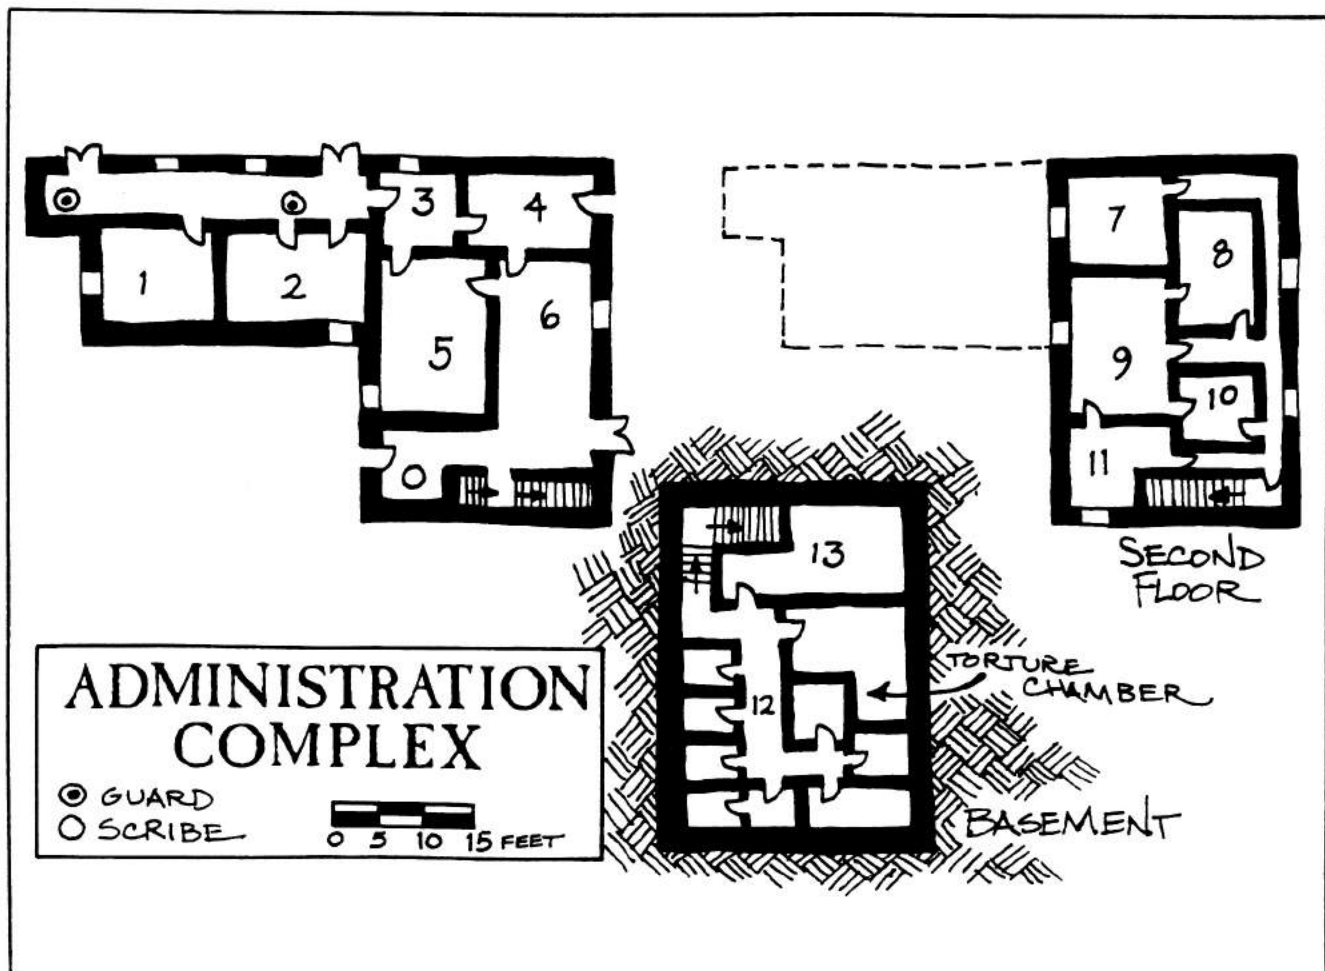 1
2
3
4
5
6
7
8
9
10
11
SECOND
FLOOR
12
13
TORTURE
CHAMBER
BASEMENT
ADMINISTRATION
COMPLEX
GUARD
SCRIBE
0 5 10 15 FEET